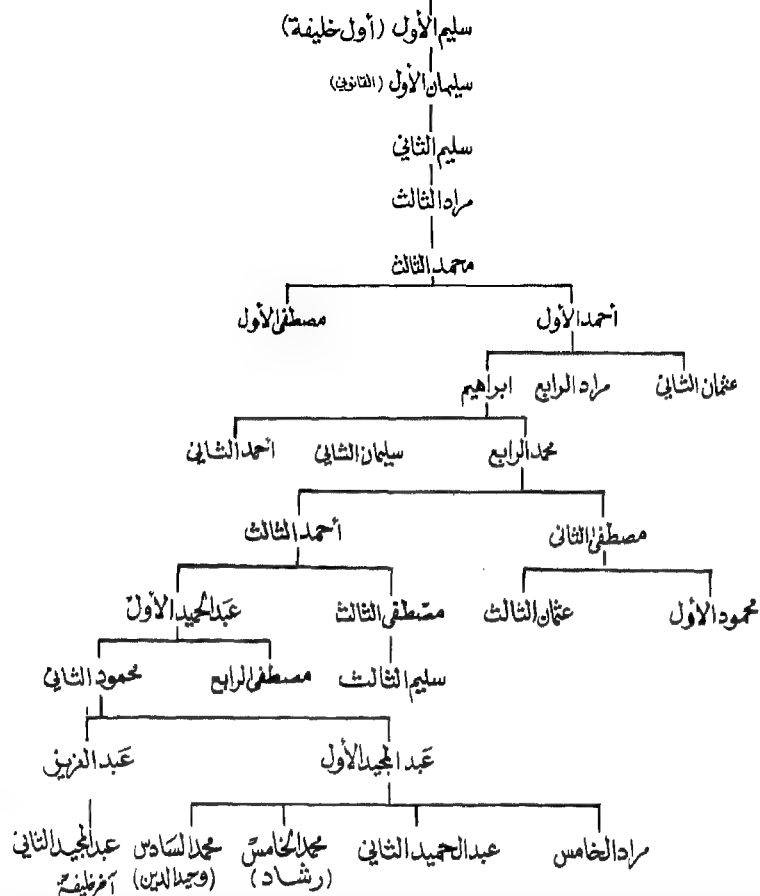 سليم الأول (أول خليفة)
سليمان الأول (القانوني)
سليم الثاني
مراد الثالث
محمد الثالث
أحمد الأول مصطفى الأول
عثمان الثاني مراد الرابع ابراهيم
محمد الرابع سليمان الثاني أحمد الثاني
مصطفى الثاني أحمد الثالث
محمود الأول عثمان الثالث مصطفى الثالث عبد الحميد الأول
سليم الثالث مصطفى الرابع محمود الثاني
عبد المجيد الأول عبد العزيز
مراد الخامس عبد الحميد الثاني محمد الخامس محمد السادس عبد المجيد الثاني
(رشاد) (وحيد الدين) آخر خليفة